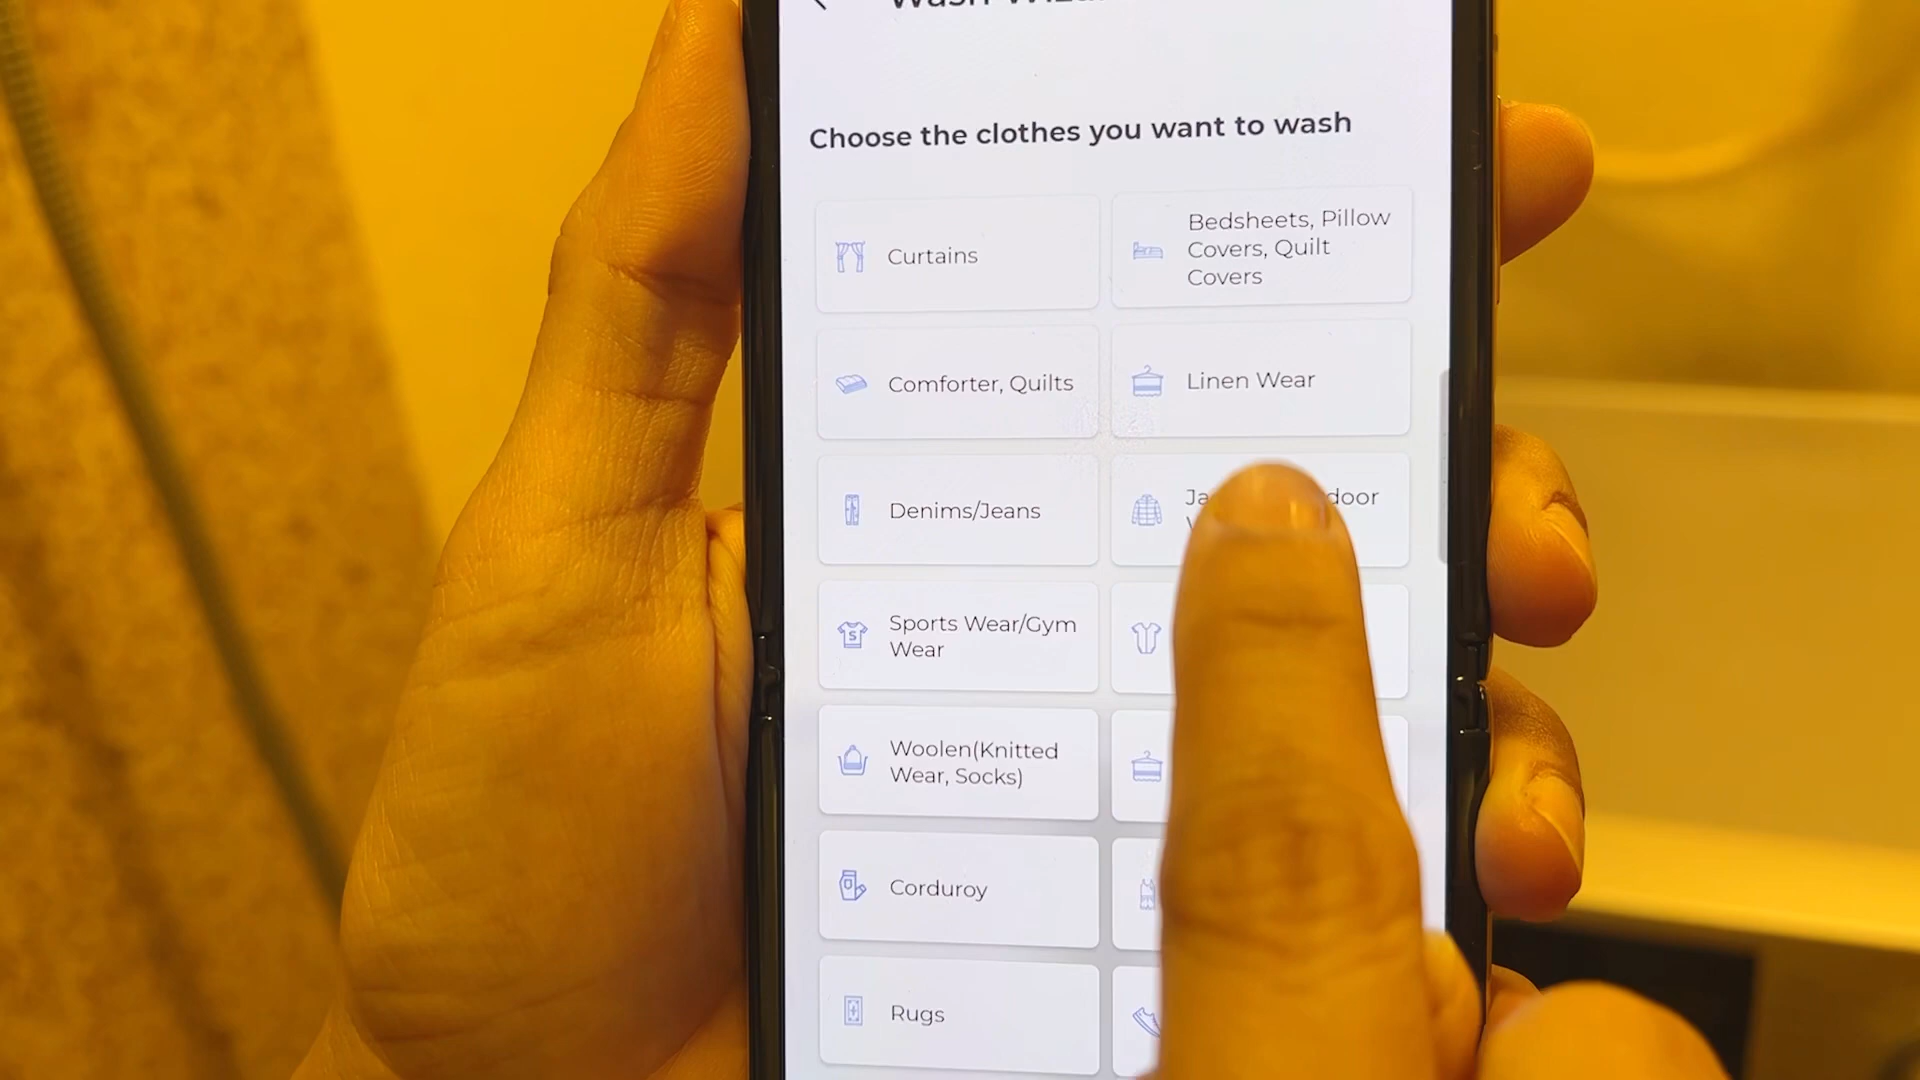 Wash
Choose the clothes you want to wash
Curtains
Bedsheets, Pillow
Covers, Quilt
Covers
Comforter, Quilts
Linen Wear
Denims/Jeans
Sports Wear/Gym
Wear
Woolen(Knitted
Wear, Socks)
Corduroy
Rugs